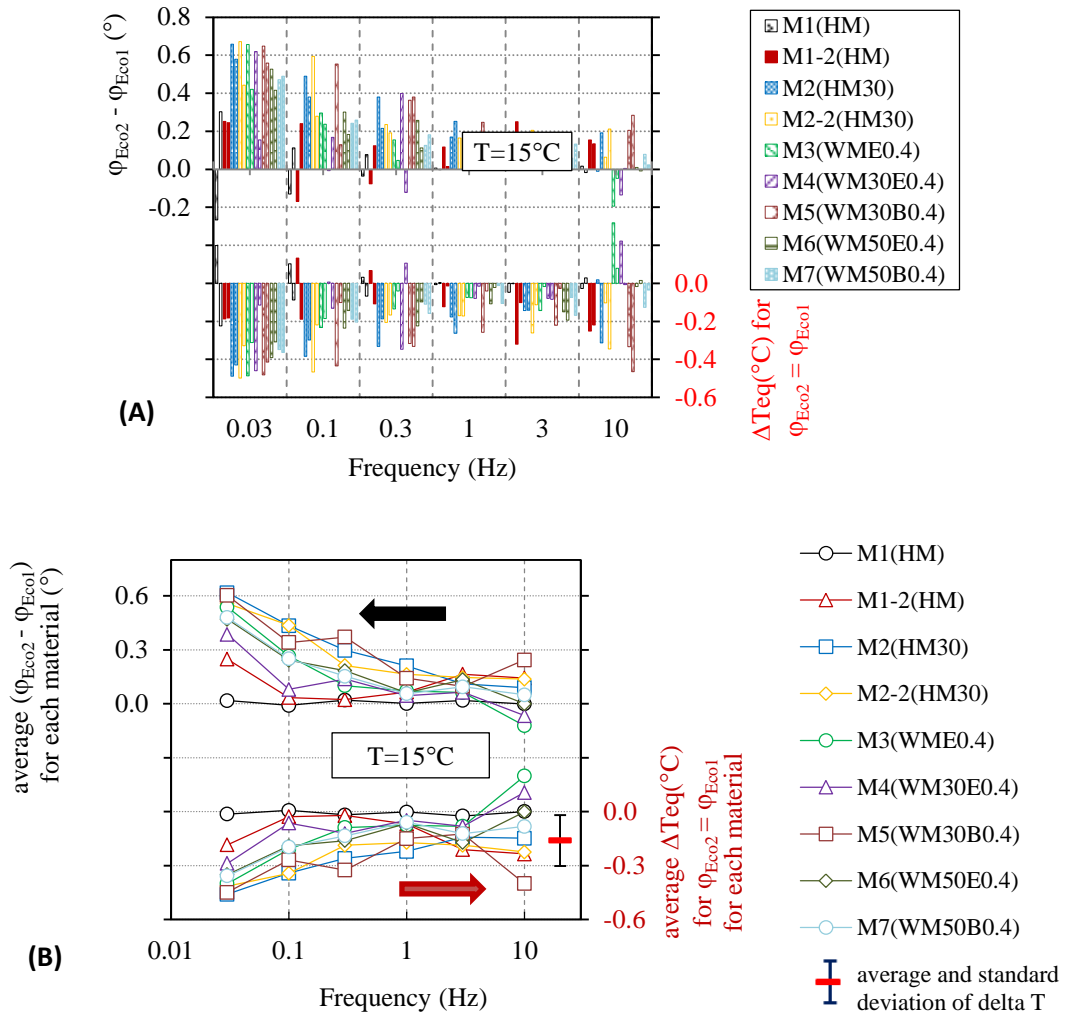 (A)
φEco2 - φEco1 (°)
0.8
0.6
0.4
0.2
0.0
-0.2
T=15°C
0.0
-0.2
-0.4
-0.6
ΔTeq(°C) for
φEco2 = φEco1
0.03 0.1 0.3 1 3 10
Frequency (Hz)
M1(HM)
M1-2(HM)
M2(HM30)
M2-2(HM30)
M3(WME0.4)
M4(WM30E0.4)
M5(WM30B0.4)
M6(WM50E0.4)
M7(WM50B0.4)
(B)
average (φEco2 - φEco1)
for each material (°)
0.6
0.3
0.0
T=15°C
0.0
-0.3
-0.6
average ΔTeq(°C)
for φEco2 = φEco1
for each material
0.01 0.1 1 10
Frequency (Hz)
M1(HM)
M1-2(HM)
M2(HM30)
M2-2(HM30)
M3(WME0.4)
M4(WM30E0.4)
M5(WM30B0.4)
M6(WM50E0.4)
M7(WM50B0.4)
average and standard
deviation of delta T